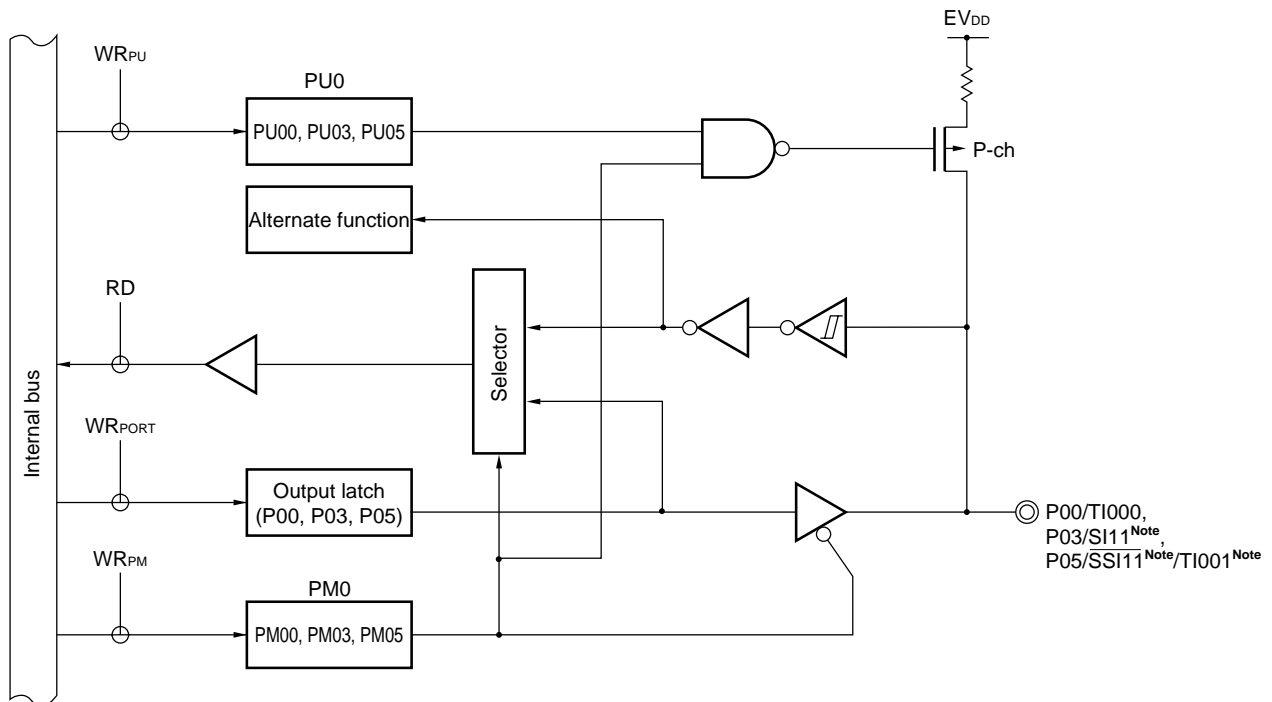 EVDD
WRPU
PU0
PU00, PU03, PU05
P-ch
Alternate function
RD
Selector
Internal bus
WRPORT
Output latch
(P00, P03, P05)
P00/TI000,
P03/SI11Note,
P05/SSI11Note/TI001Note
WRPM
PM0
PM00, PM03, PM05